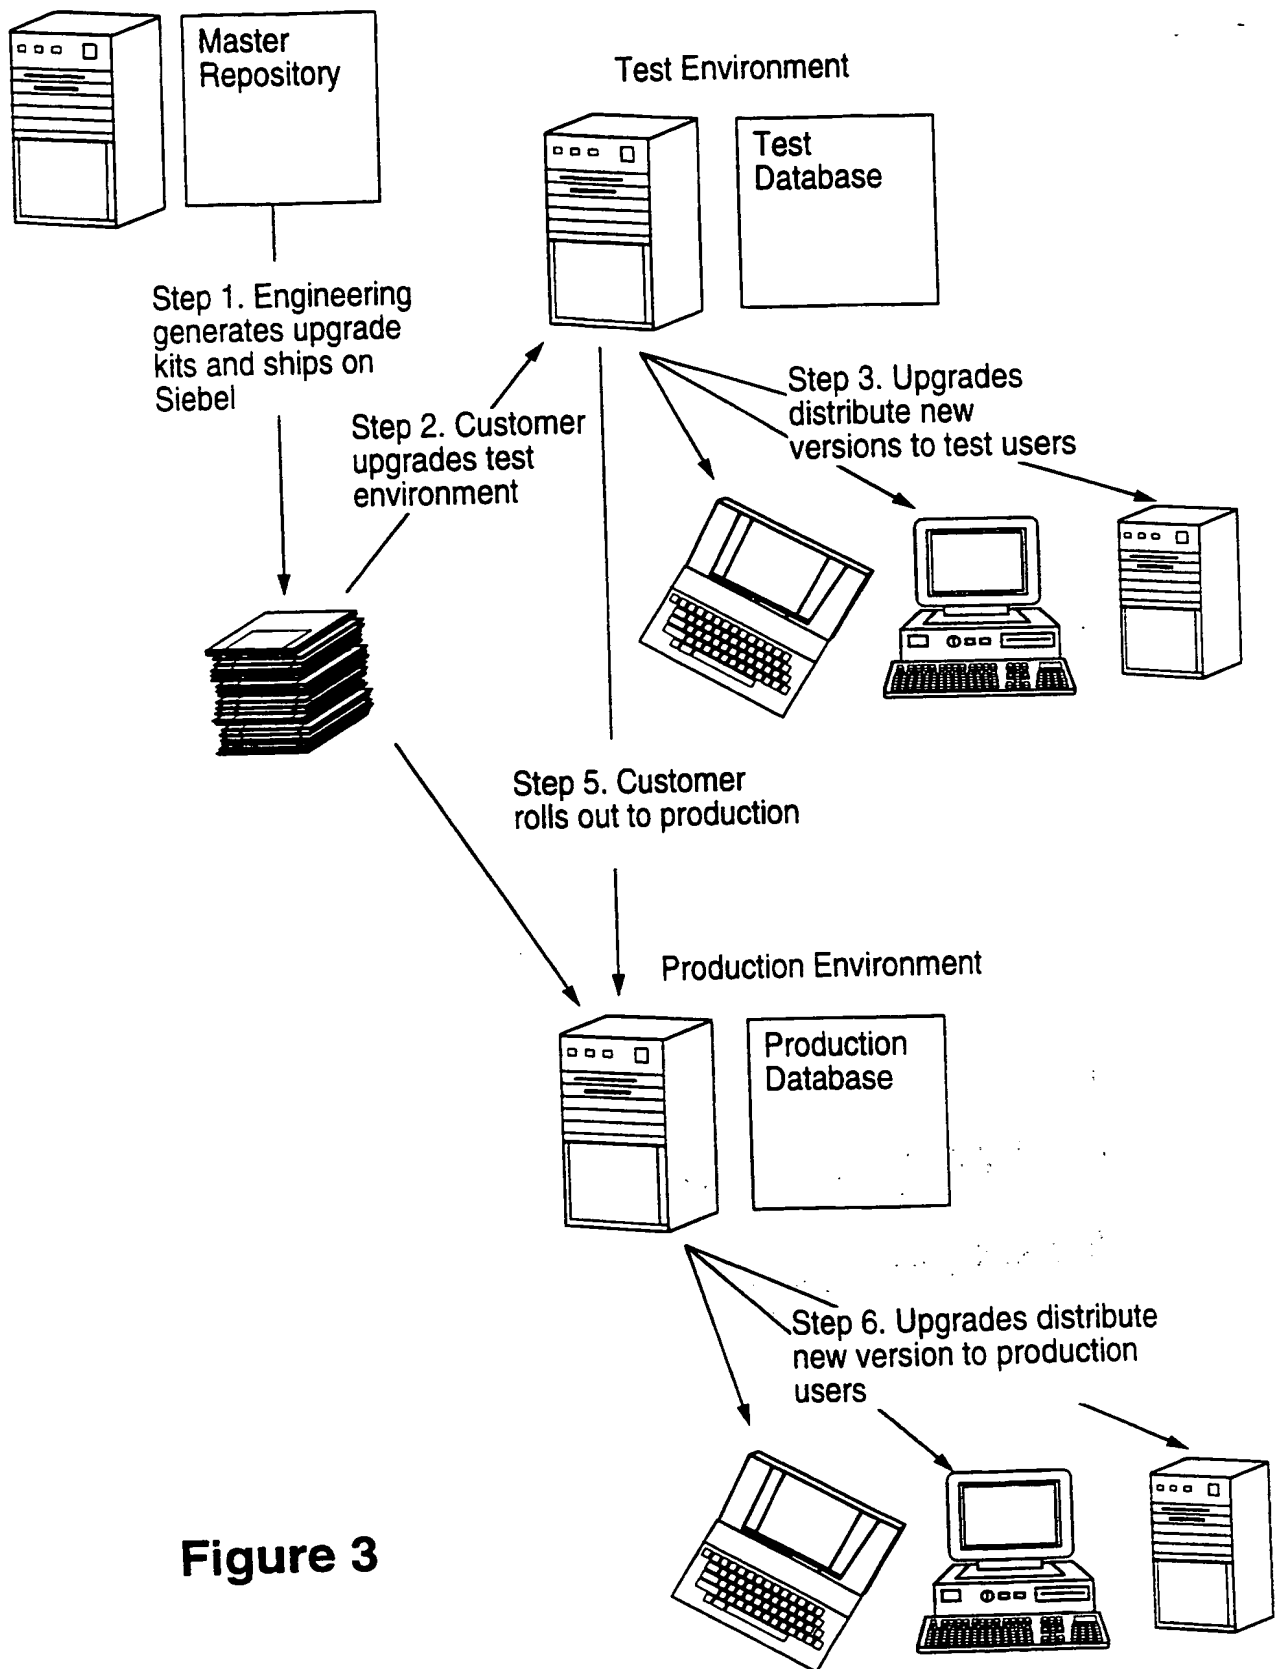 Master
Repository
Test Environment
Test
Database
Step 1. Engineering
generates upgrade
kits and ships on
Siebel
Step 2. Customer
upgrades test
environment
Step 3. Upgrades
distribute new
versions to test users
Step 5. Customer
rolls out to production
Production Environment
Production
Database
Step 6. Upgrades distribute
new version to production
users
Figure 3